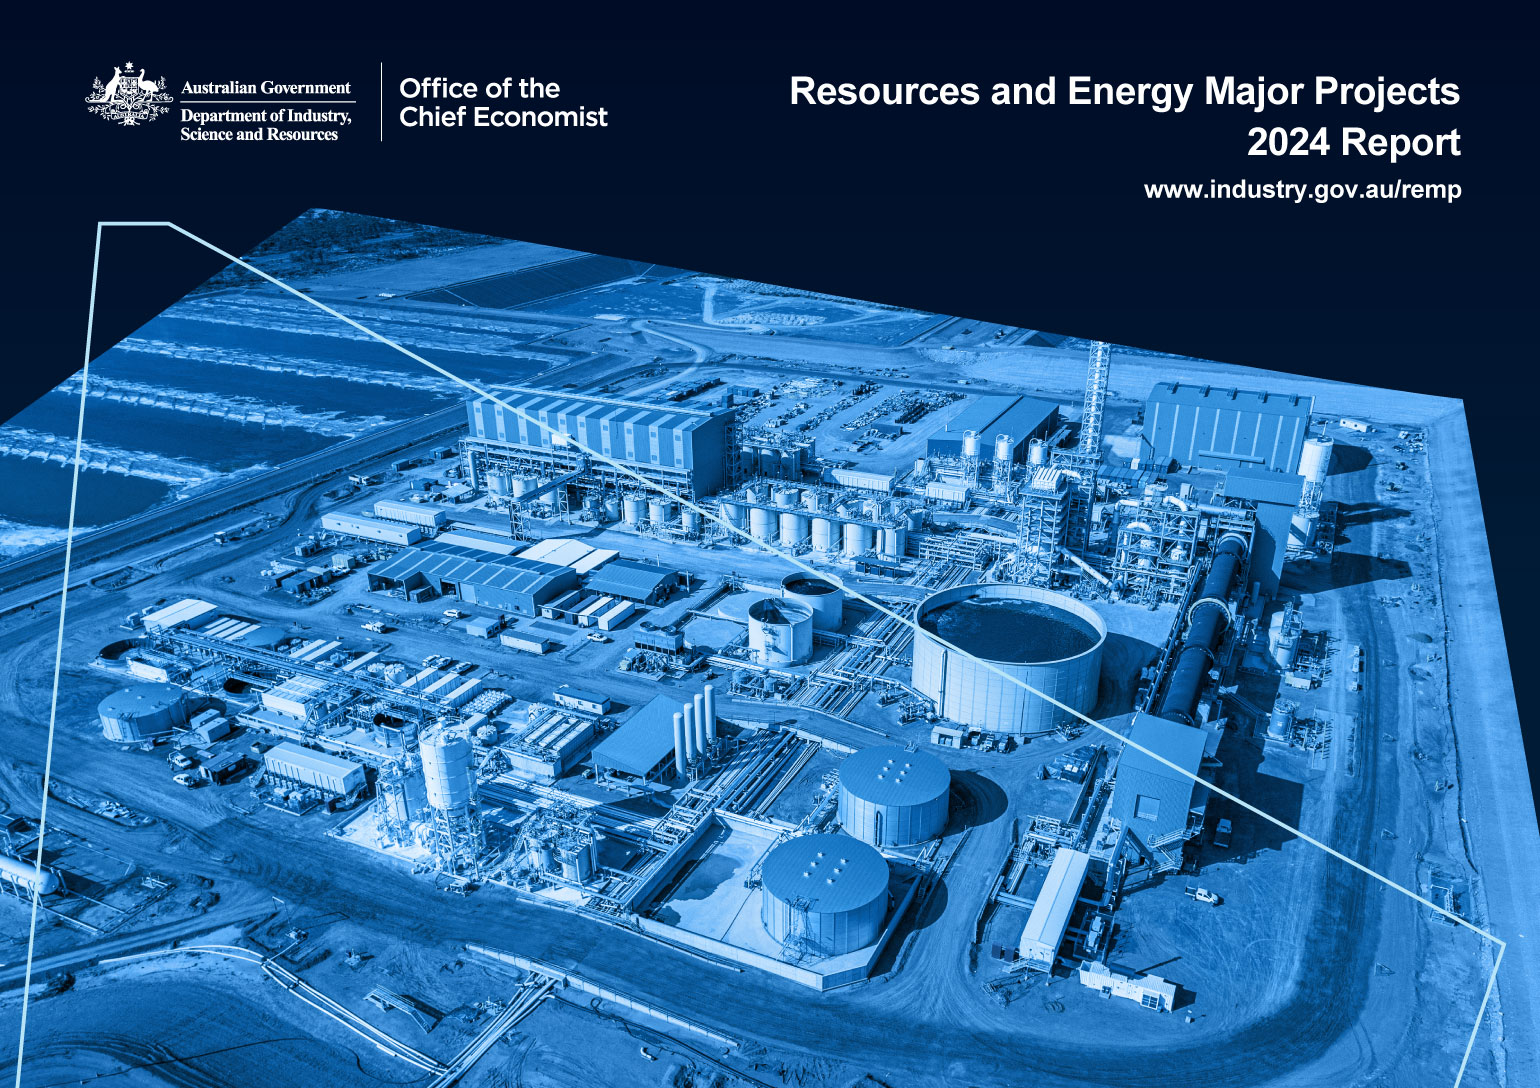 Australian Government
Department of Industry,
Science and Resources
Office of the
Chief Economist
Resources and Energy Major Projects
2024 Report
www.industry.gov.au/remp